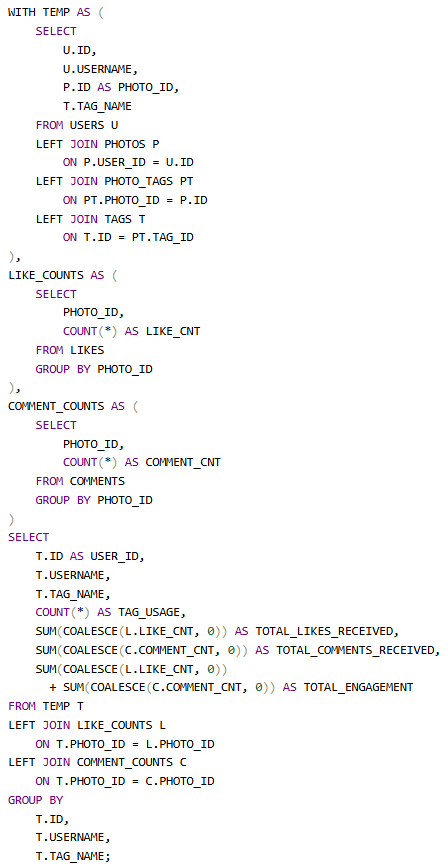 WITH TEMP AS (
    SELECT
        U.ID,
        U.USERNAME,
        P.ID AS PHOTO_ID,
        T.TAG_NAME
    FROM USERS U
    LEFT JOIN PHOTOS P
        ON P.USER_ID = U.ID
    LEFT JOIN PHOTO_TAGS PT
        ON PT.PHOTO_ID = P.ID
    LEFT JOIN TAGS T
        ON T.ID = PT.TAG_ID
),
LIKE_COUNTS AS (
    SELECT
        PHOTO_ID,
        COUNT(*) AS LIKE_CNT
    FROM LIKES
    GROUP BY PHOTO_ID
),
COMMENT_COUNTS AS (
    SELECT
        PHOTO_ID,
        COUNT(*) AS COMMENT_CNT
    FROM COMMENTS
    GROUP BY PHOTO_ID
)
SELECT
    T.ID AS USER_ID,
    T.USERNAME,
    T.TAG_NAME,
    COUNT(*) AS TAG_USAGE,
    SUM(COALESCE(L.LIKE_CNT, 0)) AS TOTAL_LIKES_RECEIVED,
    SUM(COALESCE(C.COMMENT_CNT, 0)) AS TOTAL_COMMENTS_RECEIVED,
    SUM(COALESCE(L.LIKE_CNT, 0))
      + SUM(COALESCE(C.COMMENT_CNT, 0)) AS TOTAL_ENGAGEMENT
FROM TEMP T
LEFT JOIN LIKE_COUNTS L
    ON T.PHOTO_ID = L.PHOTO_ID
LEFT JOIN COMMENT_COUNTS C
    ON T.PHOTO_ID = C.PHOTO_ID
GROUP BY
    T.ID,
    T.USERNAME,
    T.TAG_NAME;